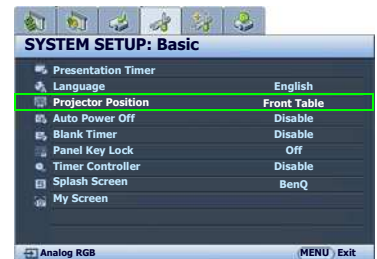 SYSTEM SETUP: Basic
Presentation Timer
Language English
Projector Position Front Table
Auto Power Off Disable
Blank Timer Disable
Panel Key Lock Off
Timer Controller Disable
Splash Screen BenQ
My Screen
Analog RGB MENU Exit